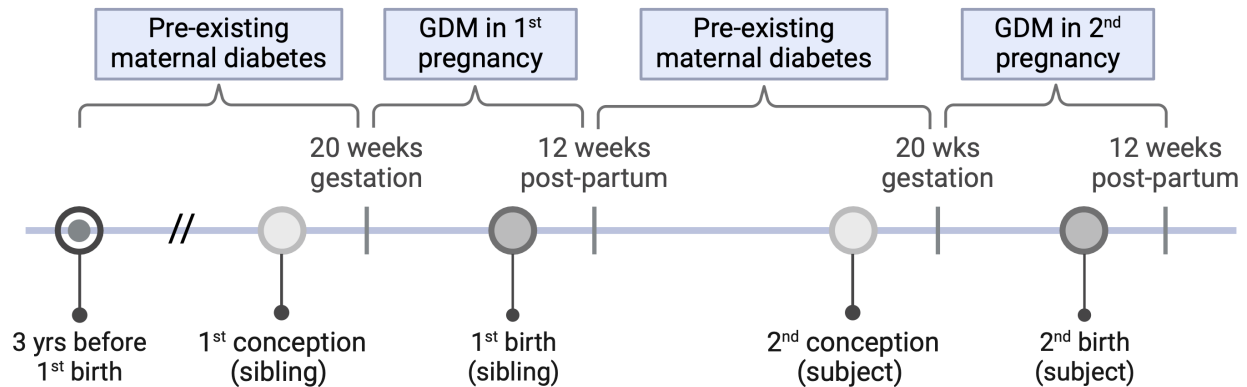 Pre-existing
maternal diabetes
GDM in 1st
pregnancy
Pre-existing
maternal diabetes
GDM in 2nd
pregnancy
20 weeks
gestation
12 weeks
post-partum
20 wks
gestation
12 weeks
post-partum
3 yrs before
1st birth
1st conception
(sibling)
1st birth
(sibling)
2nd conception
(subject)
2nd birth
(subject)